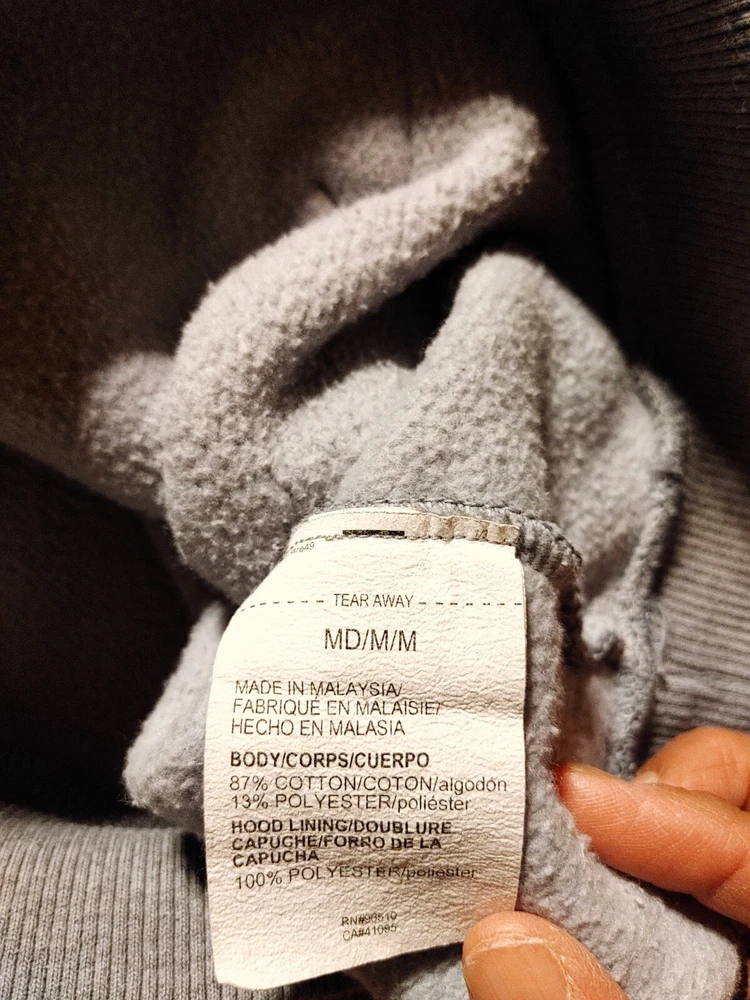 TEAR AWAY
MD/M/M
MADE IN MALAYSIA/
FABRIQUÉ EN MALAISIE/
HECHO EN MALASIA
BODY/CORPS/CUERPO
87% COTTON/COTON/algodón
13% POLYESTER/poliéster
HOOD LINING/DOUBLURE
CAPUCHE/FORRO DE LA
CAPUCHA
100% POLYESTER/poliéster
RN#96510
CA#41095